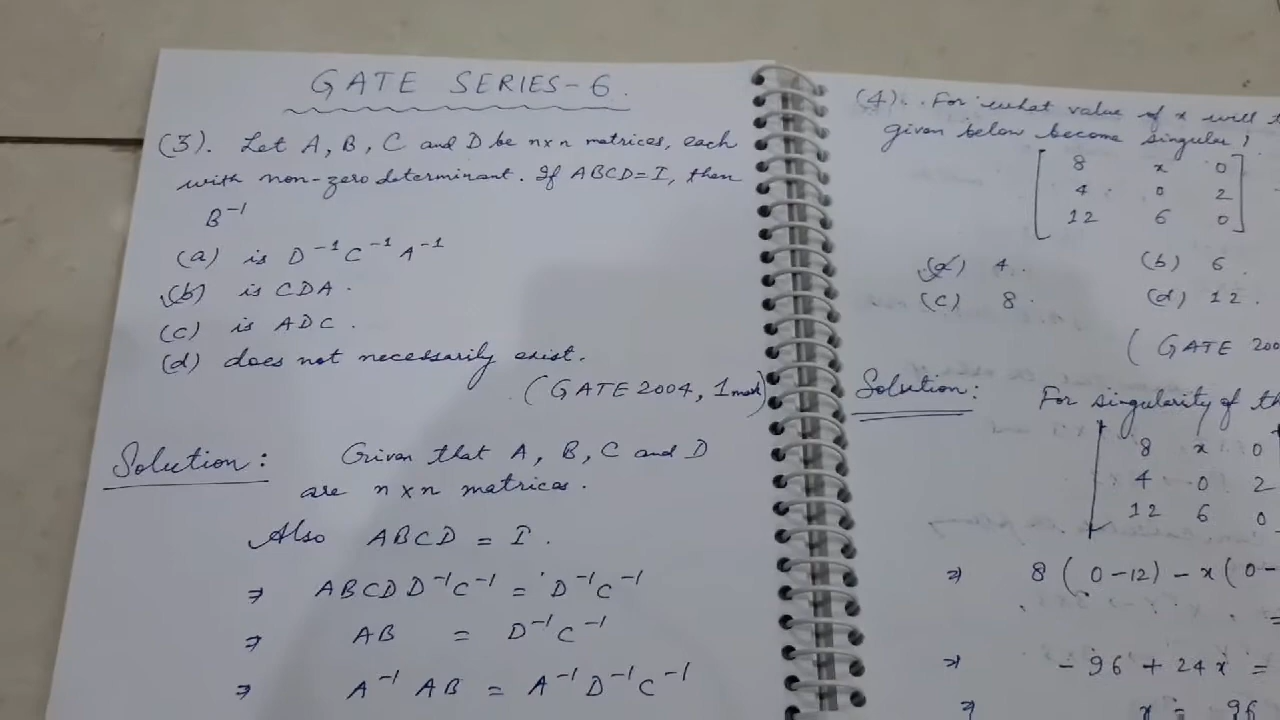 GATE SERIES-6.
(3). Let A, B, C and D be n×n matrices, each
with non-zero determinant. If ABCD=I, then
B⁻¹
(a) is D⁻¹C⁻¹A⁻¹
(b) is CDA.
(c) is ADC.
(d) does not necessarily exist.
(GATE 2004, 1 mark)
Solution: Given that A, B, C and D
are n×n matrices.
Also ABCD = I.
⇒ ABCDD⁻¹C⁻¹ = D⁻¹C⁻¹
⇒ AB = D⁻¹C⁻¹
⇒ A⁻¹AB = A⁻¹D⁻¹C⁻¹
(4). For what value of x will
given below become singular?
8 x 0
4 0 2
12 6 0
(a) 4. (b) 6.
(c) 8. (d) 12.
(GATE 200
Solution: For singularity of
8 x 0
4 0 2
12 6 0
⇒ 8(0-12)-x(0-
=
⇒ -96+24x =
⇒ x = 96